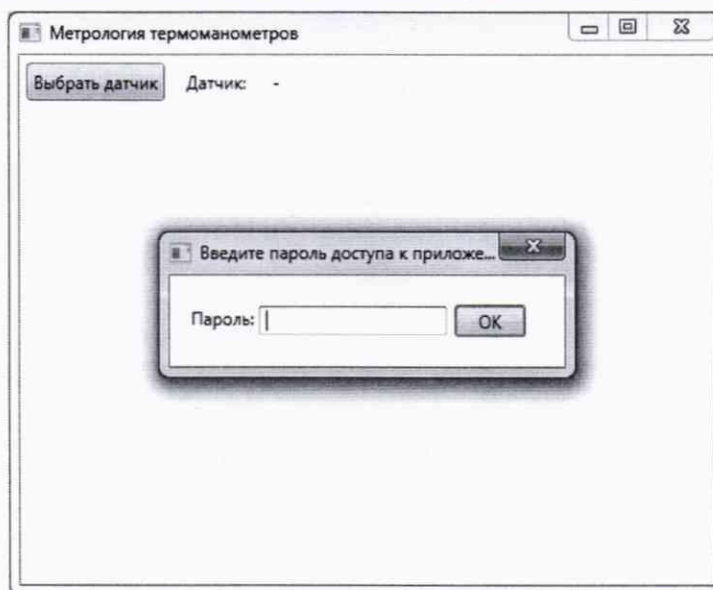 Метрология термоманометров
Выбрать датчик Датчик: -
Введите пароль доступа к приложе...
Пароль: OK